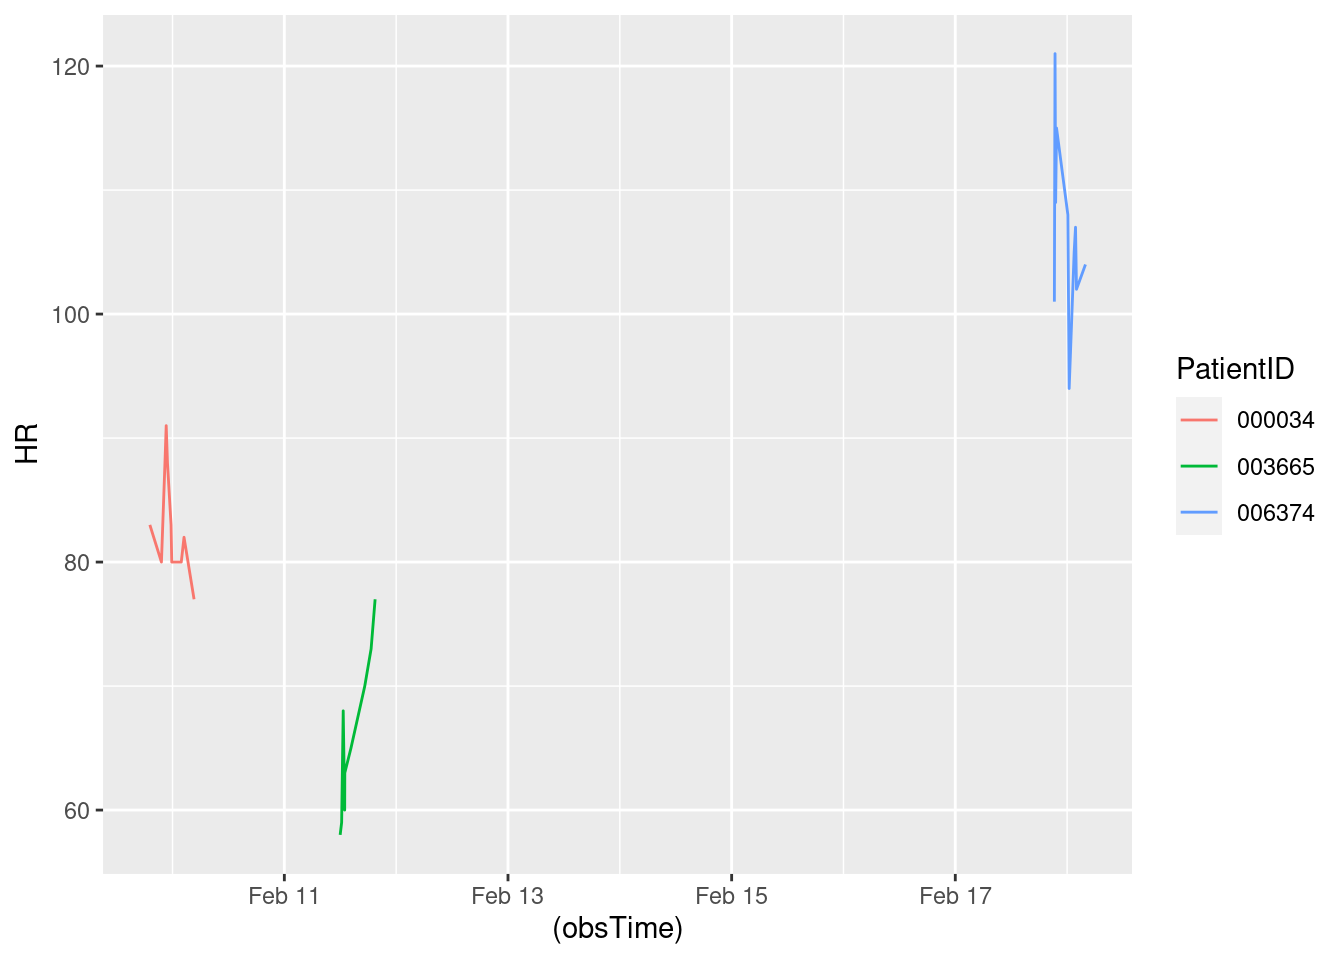 120
100
80
60
HR
Feb 11
Feb 13
Feb 15
Feb 17
(obsTime)
PatientID
000034
003665
006374